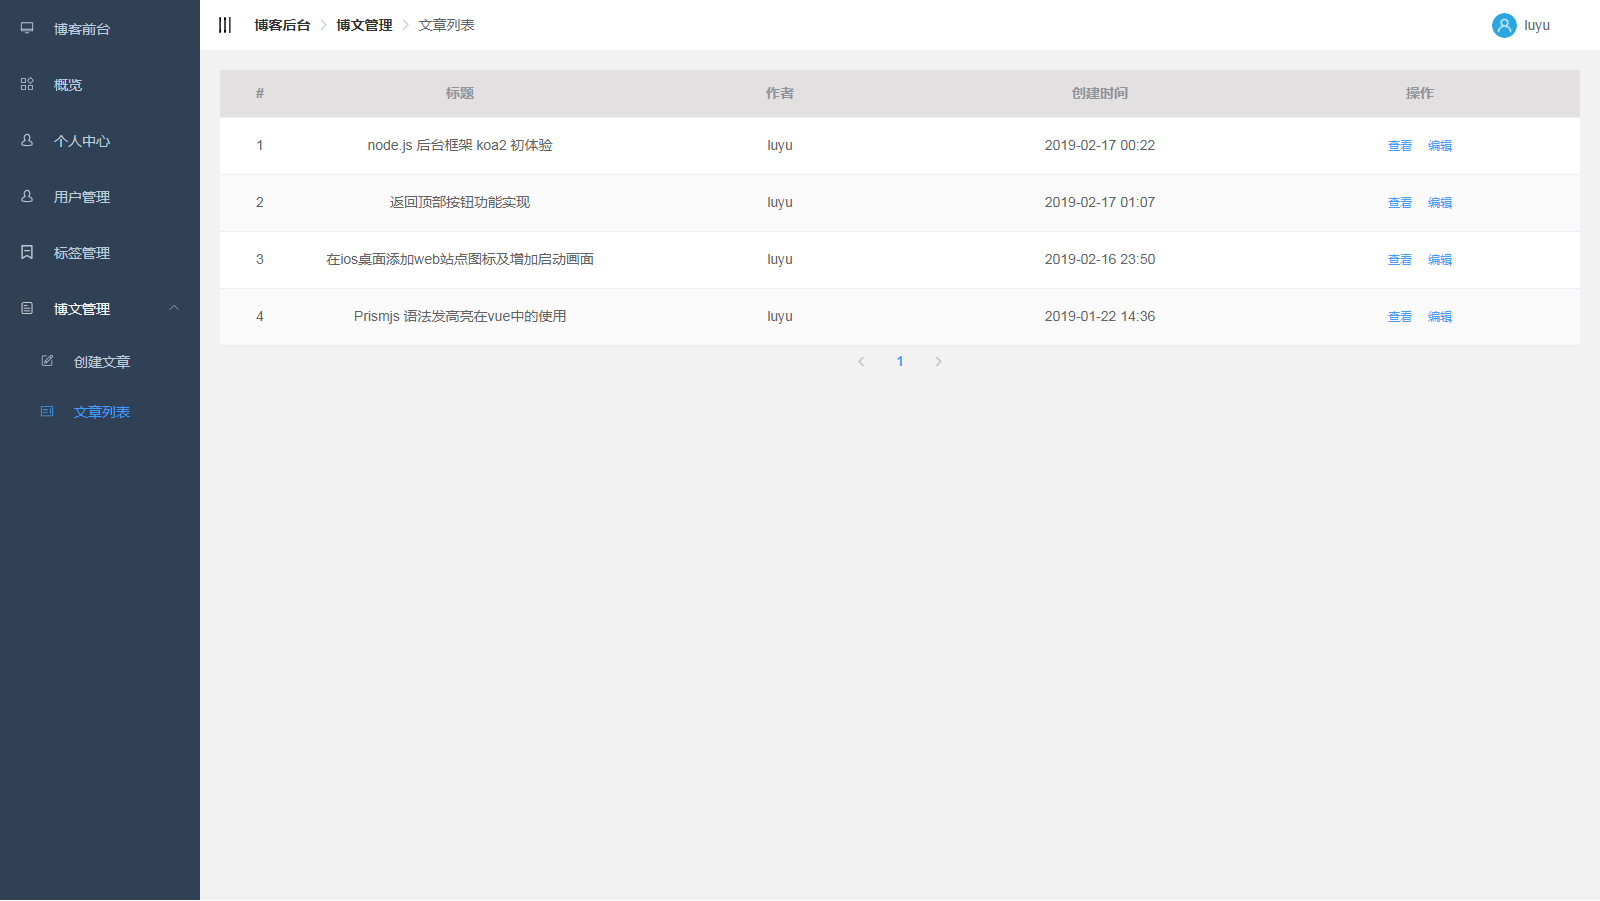 博客前台
概览
个人中心
用户管理
标签管理
博文管理
创建文章
文章列表
博客后台 博文管理 文章列表
luyu
# 标题 作者 创建时间 操作
1 node.js 后台框架 koa2 初体验 luyu 2019-02-17 00:22 查看 编辑
2 返回顶部按钮功能实现 luyu 2019-02-17 01:07 查看 编辑
3 在ios桌面添加web站点图标及增加启动画面 luyu 2019-02-16 23:50 查看 编辑
4 Prismjs 语法发高亮在vue中的使用 luyu 2019-01-22 14:36 查看 编辑
1